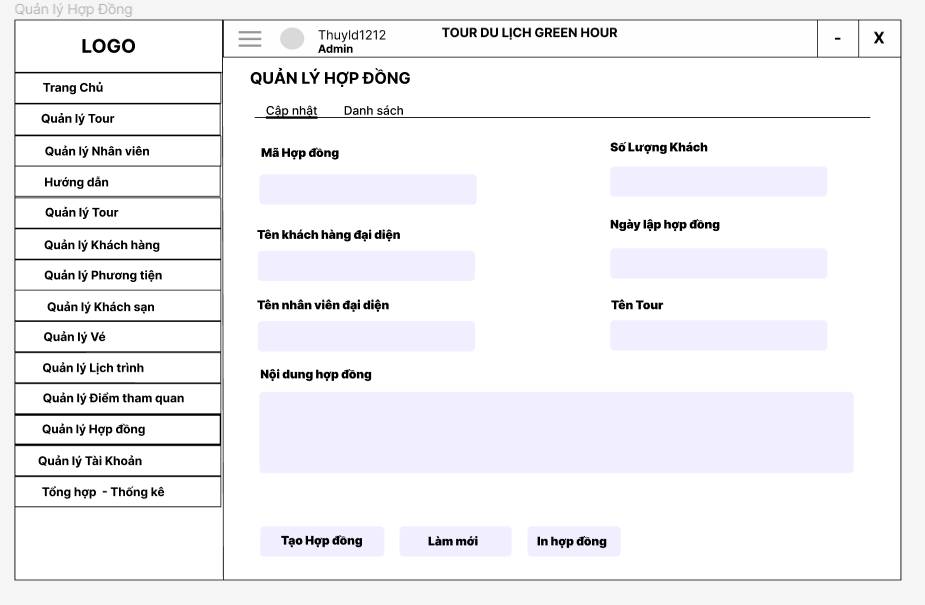 Quản lý Hợp Đồng
LOGO
Trang Chủ
Quản lý Tour
Quản lý Nhân viên
Hướng dẫn
Quản lý Tour
Quản lý Khách hàng
Quản lý Phương tiện
Quản lý Khách sạn
Quản lý Vé
Quản lý Lịch trình
Quản lý Điểm tham quan
Quản lý Hợp đồng
Quản lý Tài Khoản
Tổng hợp - Thống kê
Thuyld1212
Admin
TOUR DU LỊCH GREEN HOUR
-
X
QUẢN LÝ HỢP ĐỒNG
Cập nhật
Danh sách
Mã Hợp đồng
Số Lượng Khách
Tên khách hàng đại diện
Ngày lập hợp đồng
Tên nhân viên đại diện
Tên Tour
Nội dung hợp đồng
Tạo Hợp đồng
Làm mới
In hợp đồng